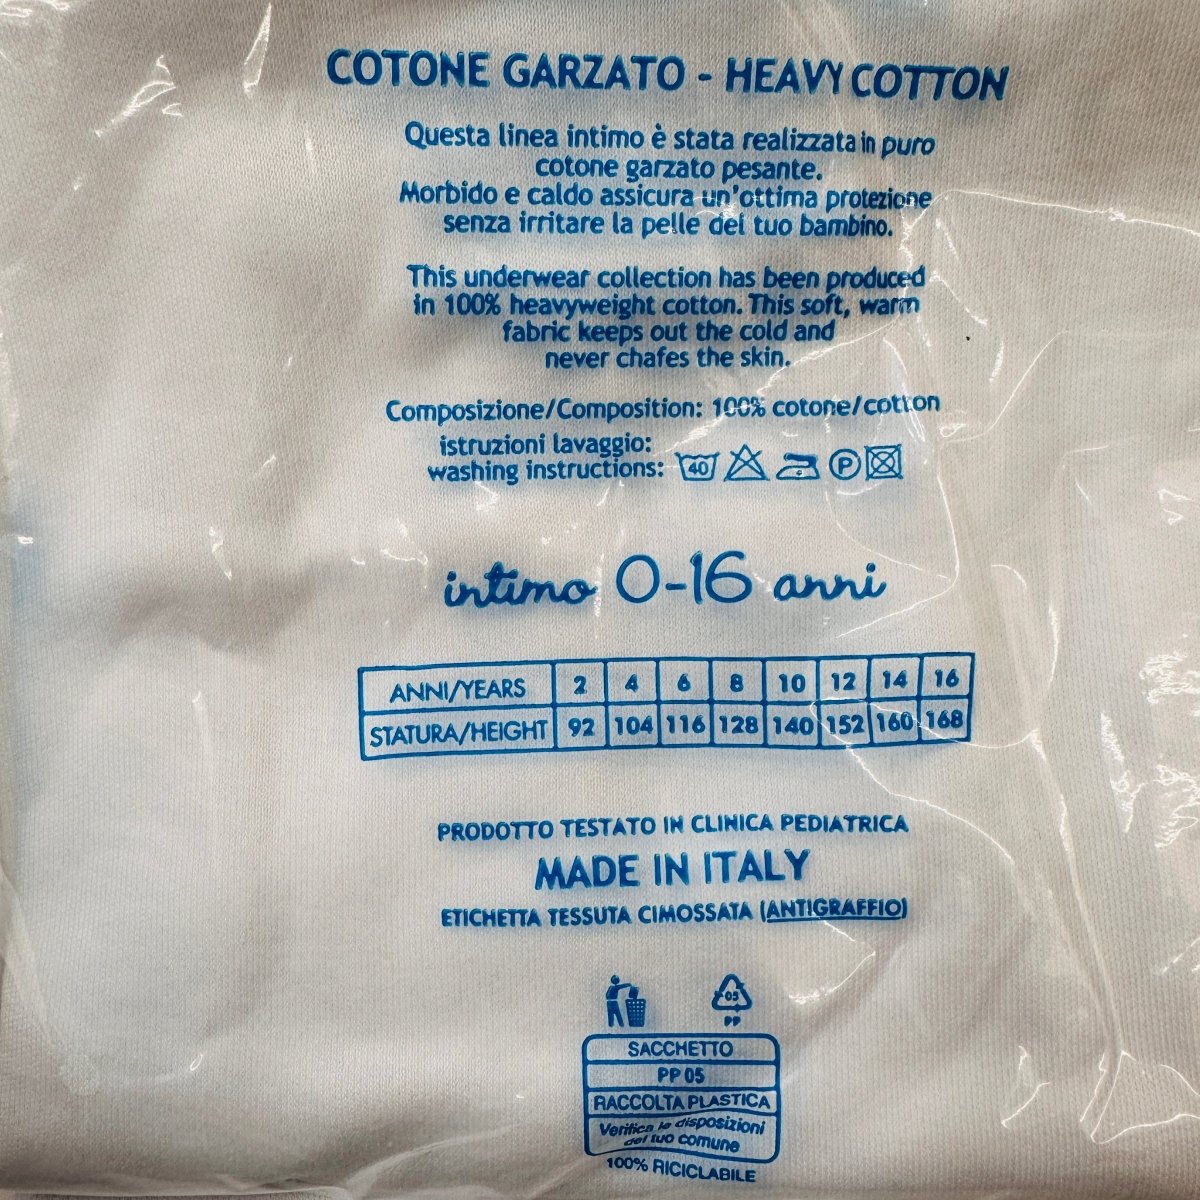 COTONE GARZATO - HEAVY COTTON
Questa linea intimo è stata realizzata in puro
cotone garzato pesante.
Morbido e caldo assicura un'ottima protezione
senza irritare la pelle del tuo bambino.
This underwear collection has been produced
in 100% heavyweight cotton. This soft, warm
fabric keeps out the cold and
never chafes the skin.
Composizione/Composition: 100% cotone/cotton
istruzioni lavaggio:
washing instructions: 40 P
intimo 0-16 anni
ANNI/YEARS 2 4 6 8 10 12 14 16
STATURA/HEIGHT 92 104 116 128 140 152 160 168
PRODOTTO TESTATO IN CLINICA PEDIATRICA
MADE IN ITALY
ETICHETTA TESSUTA CIMOSSATA (ANTIGRAFFIO)
05
PP
SACCHETTO
PP 05
RACCOLTA PLASTICA
Verifica le disposizioni
del tuo comune
100% RICICLABILE